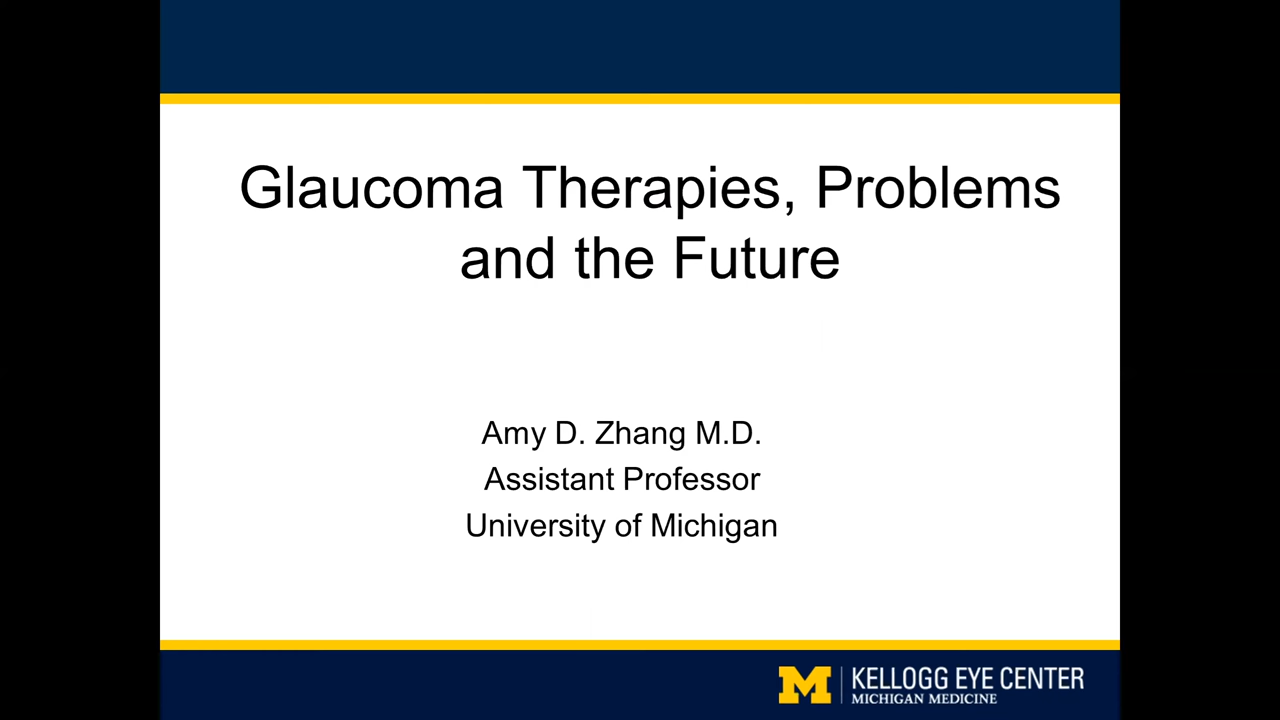 Glaucoma Therapies, Problems
and the Future
Amy D. Zhang M.D.
Assistant Professor
University of Michigan
M
KELLOGG EYE CENTER
MICHIGAN MEDICINE